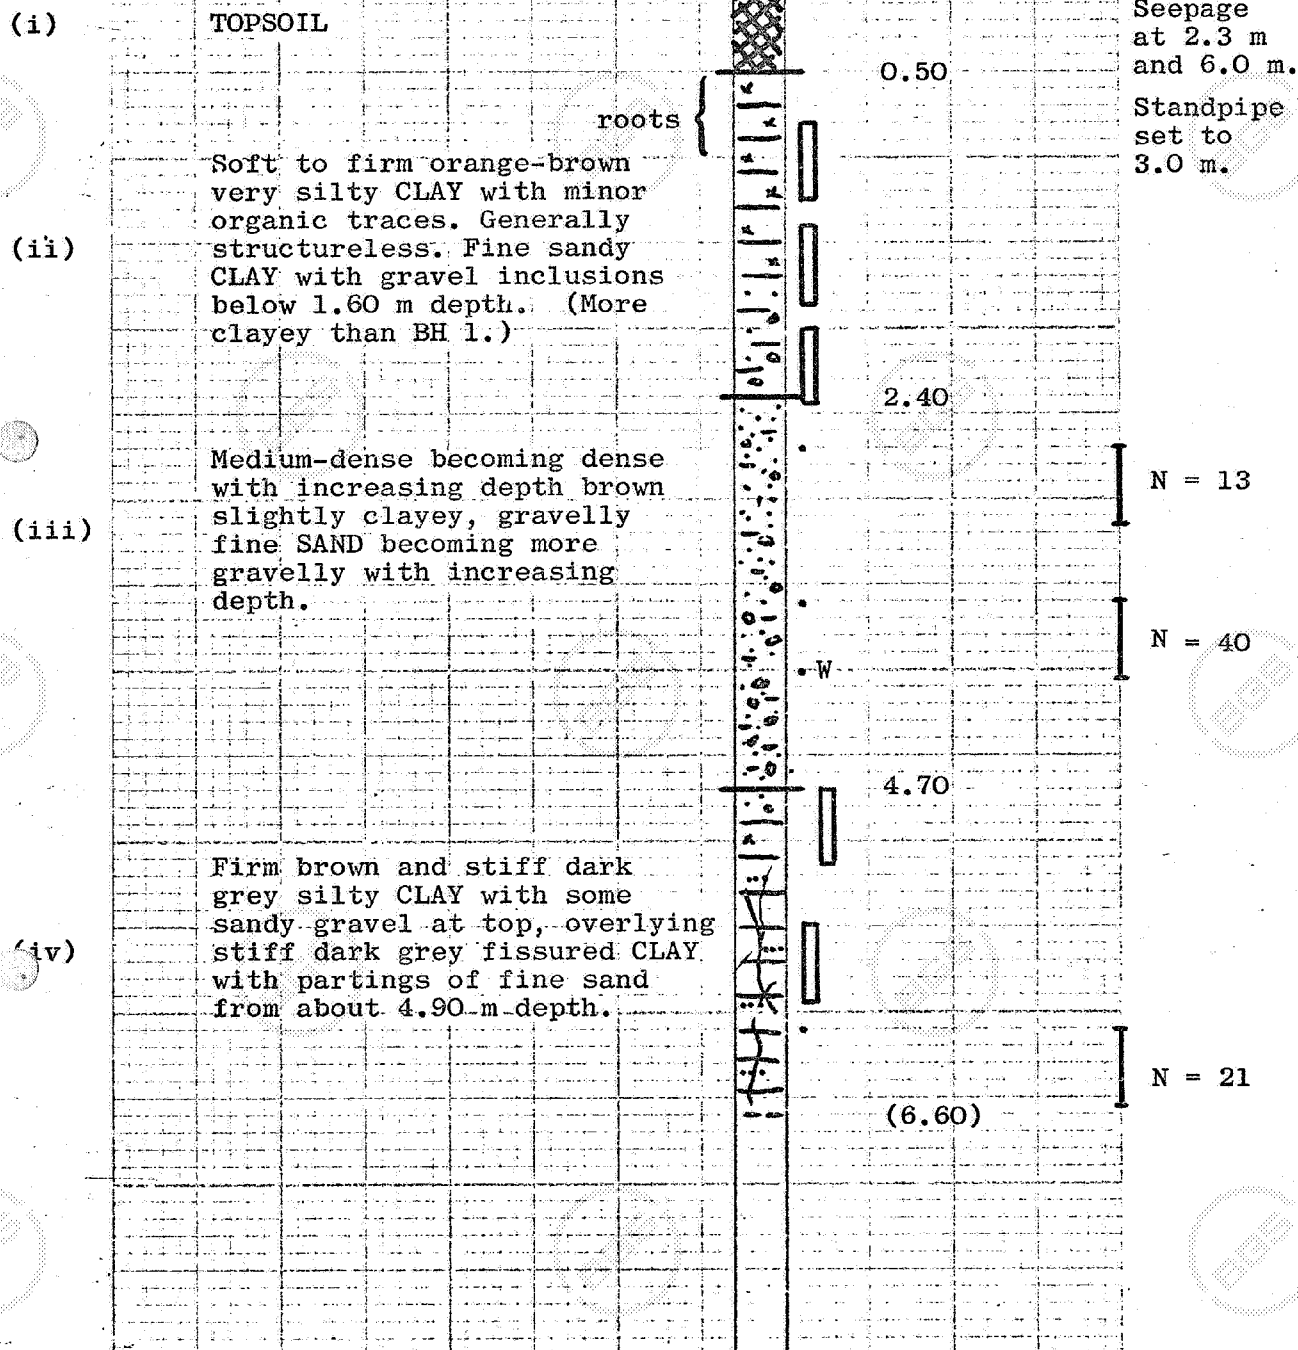 (i)
TOPSOIL
Seepage
at 2.3 m
and 6.0 m.
0.50
Standpipe
set to
3.0 m.
roots
(ii)
Soft to firm orange-brown
very silty CLAY with minor
organic traces. Generally
structureless. Fine sandy
CLAY with gravel inclusions
below 1.60 m depth. (More
clayey than BH 1.)
2.40
(iii)
Medium-dense becoming dense
with increasing depth brown
slightly clayey, gravelly
fine SAND becoming more
gravelly with increasing
depth.
N = 13
N = 40
W
4.70
(iv)
Firm brown and stiff dark
grey silty CLAY with some
sandy gravel at top, overlying
stiff dark grey fissured CLAY
with partings of fine sand
from about 4.90 m depth.
N = 21
(6.60)